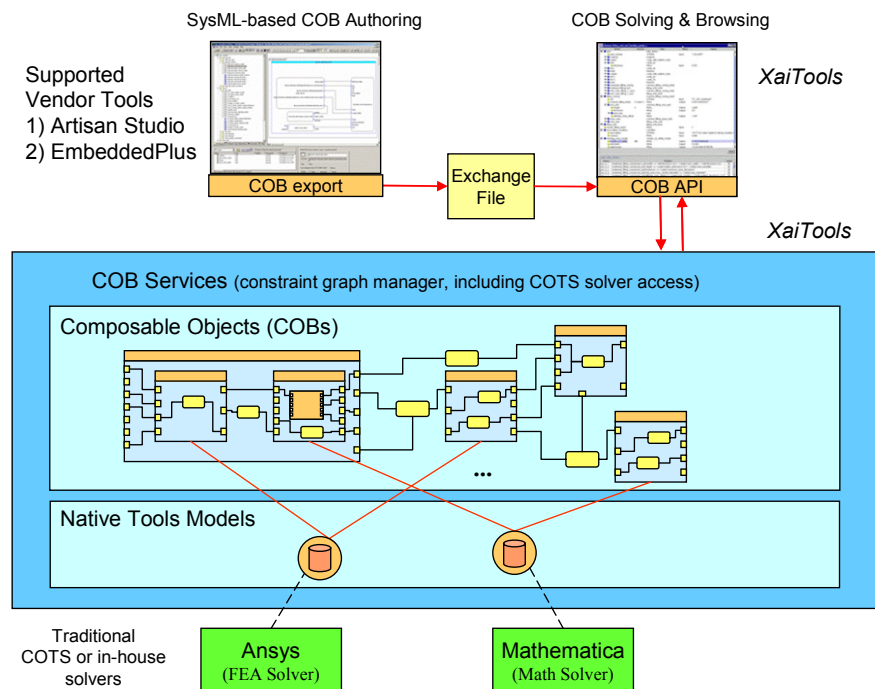 SysML-based COB Authoring
COB Solving & Browsing
Supported
Vendor Tools
1) Artisan Studio
2) EmbeddedPlus
XaiTools
COB export
Exchange
File
COB API
XaiTools
COB Services (constraint graph manager, including COTS solver access)
Composable Objects (COBs)
...
Native Tools Models
Traditional
COTS or in-house
solvers
Ansys
(FEA Solver)
Mathematica
(Math Solver)